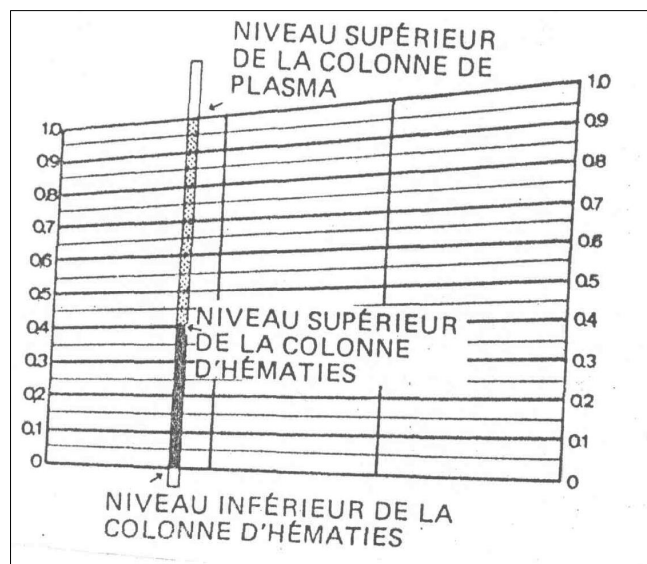 NIVEAU SUPÉRIEUR
DE LA COLONNE DE
PLASMA
1.0
0.9
0.8
0.7
0.6
0.5
0.4
0.3
0.2
0.1
0
1.0
0.9
0.8
0.7
0.6
0.5
0.4
0.3
0.2
0.1
0
NIVEAU SUPÉRIEUR
DE LA COLONNE
D'HÉMATIES
NIVEAU INFÉRIEUR DE LA
COLONNE D'HÉMATIES